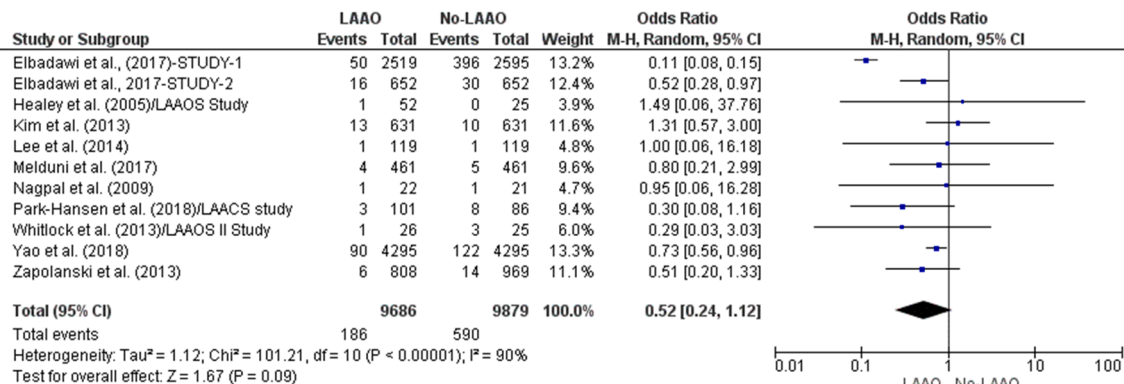 LAAO No-LAAO Odds Ratio Odds Ratio
Study or Subgroup Events Total Events Total Weight M-H, Random, 95% CI M-H, Random, 95% CI
Elbadawi et al., (2017)-STUDY-1 50 2519 396 2595 13.2% 0.11 [0.08, 0.15]
Elbadawi et al., 2017-STUDY-2 16 652 30 652 12.4% 0.52 [0.28, 0.97]
Healey et al. (2005)/LAAOS Study 1 52 0 25 3.9% 1.49 [0.06, 37.76]
Kim et al. (2013) 13 631 10 631 11.6% 1.31 [0.57, 3.00]
Lee et al. (2014) 1 119 1 119 4.8% 1.00 [0.06, 16.18]
Melduni et al. (2017) 4 461 5 461 9.6% 0.80 [0.21, 2.99]
Nagpal et al. (2009) 1 22 1 21 4.7% 0.95 [0.06, 16.28]
Park-Hansen et al. (2018)/LAACS study 3 101 8 86 9.4% 0.30 [0.08, 1.16]
Whitlock et al. (2013)/LAAOS II Study 1 26 3 25 6.0% 0.29 [0.03, 3.03]
Yao et al. (2018) 90 4295 122 4295 13.3% 0.73 [0.56, 0.96]
Zapolanski et al. (2013) 6 808 14 969 11.1% 0.51 [0.20, 1.33]
Total (95% CI) 9686 9879 100.0% 0.52 [0.24, 1.12]
Total events 186 590
Heterogeneity: Tau² = 1.12; Chi² = 101.21, df = 10 (P < 0.00001); I² = 90%
Test for overall effect: Z = 1.67 (P = 0.09)
0.01 0.1 1 10 100
LAAO No-LAAO